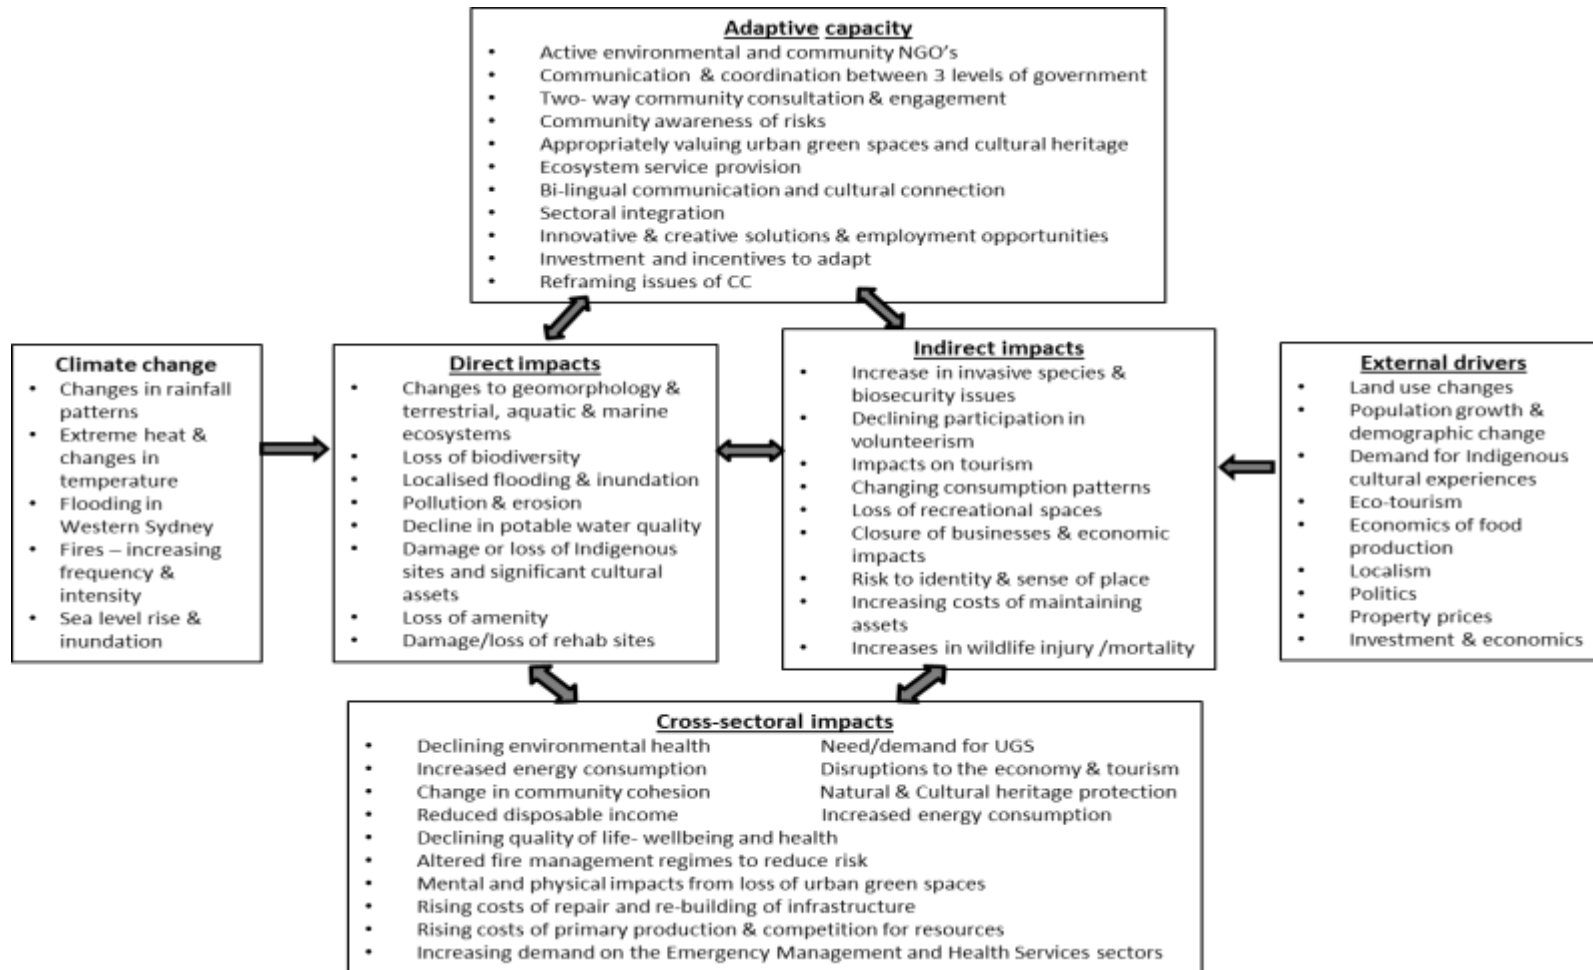 Adaptive capacity
• Active environmental and community NGO's
• Communication & coordination between 3 levels of government
• Two- way community consultation & engagement
• Community awareness of risks
• Appropriately valuing urban green spaces and cultural heritage
• Ecosystem service provision
• Bi-lingual communication and cultural connection
• Sectoral integration
• Innovative & creative solutions & employment opportunities
• Investment and incentives to adapt
• Reframing issues of CC
Climate change
• Changes in rainfall
patterns
• Extreme heat &
changes in
temperature
• Flooding in
Western Sydney
• Fires – increasing
frequency &
intensity
• Sea level rise &
inundation
Direct impacts
• Changes to geomorphology &
terrestrial, aquatic & marine
ecosystems
• Loss of biodiversity
• Localised flooding & inundation
• Pollution & erosion
• Decline in potable water quality
• Damage or loss of Indigenous
sites and significant cultural
assets
• Loss of amenity
• Damage/loss of rehab sites
Indirect impacts
• Increase in invasive species &
biosecurity issues
• Declining participation in
volunteerism
• Impacts on tourism
• Changing consumption patterns
• Loss of recreational spaces
• Closure of businesses & economic
impacts
• Risk to identity & sense of place
• Increasing costs of maintaining
assets
• Increases in wildlife injury /mortality
External drivers
• Land use changes
• Population growth &
demographic change
• Demand for Indigenous
cultural experiences
• Eco-tourism
• Economics of food
production
• Localism
• Politics
• Property prices
• Investment & economics
Cross-sectoral impacts
• Declining environmental health Need/demand for UGS
• Increased energy consumption Disruptions to the economy & tourism
• Change in community cohesion Natural & Cultural heritage protection
• Reduced disposable income Increased energy consumption
• Declining quality of life- wellbeing and health
• Altered fire management regimes to reduce risk
• Mental and physical impacts from loss of urban green spaces
• Rising costs of repair and re-building of infrastructure
• Rising costs of primary production & competition for resources
• Increasing demand on the Emergency Management and Health Services sectors